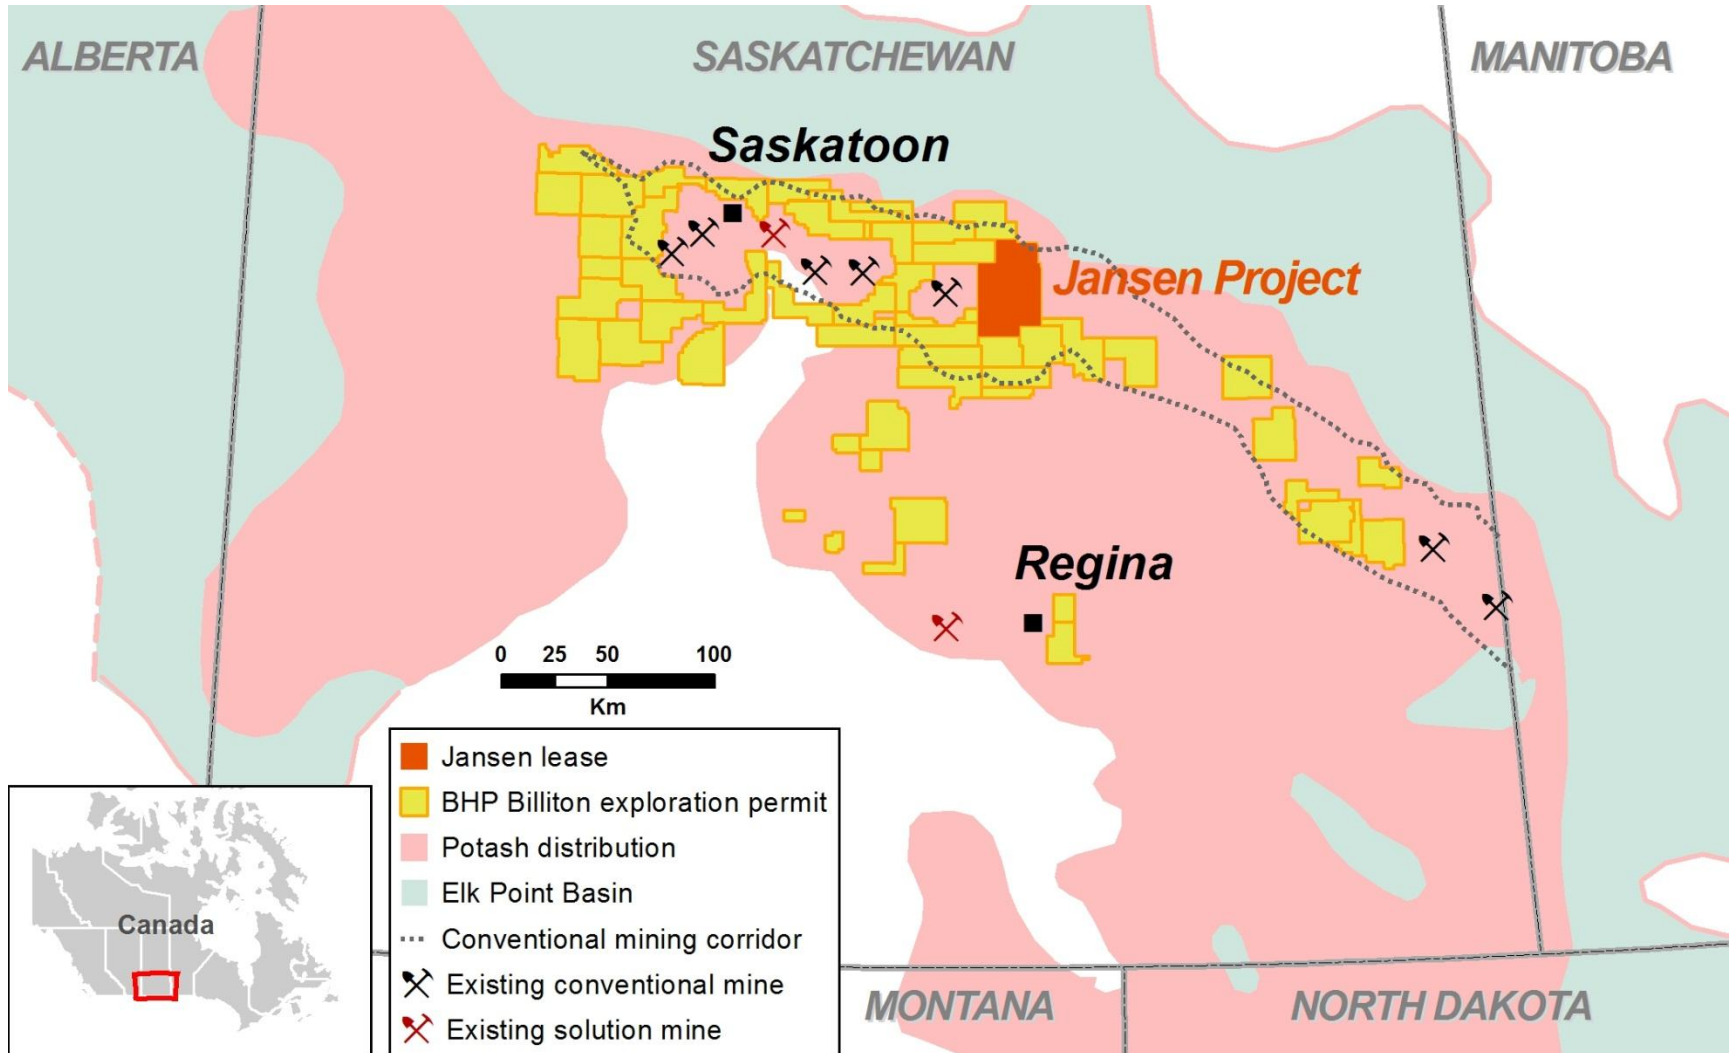 ALBERTA
SASKATCHEWAN
MANITOBA
Saskatoon
Jansen Project
Regina
0 25 50 100
Km
Jansen lease
BHP Billiton exploration permit
Potash distribution
Elk Point Basin
Conventional mining corridor
Existing conventional mine
Existing solution mine
Canada
MONTANA
NORTH DAKOTA